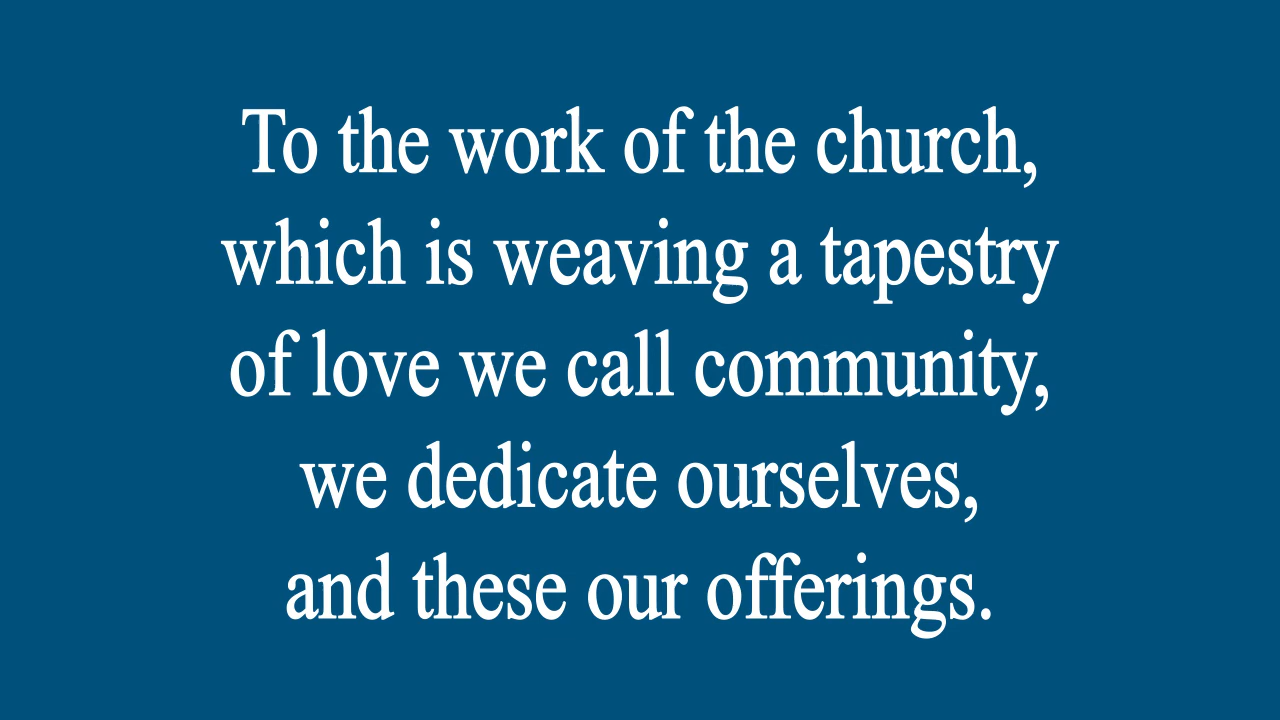 To the work of the church,
which is weaving a tapestry
of love we call community,
we dedicate ourselves,
and these our offerings.